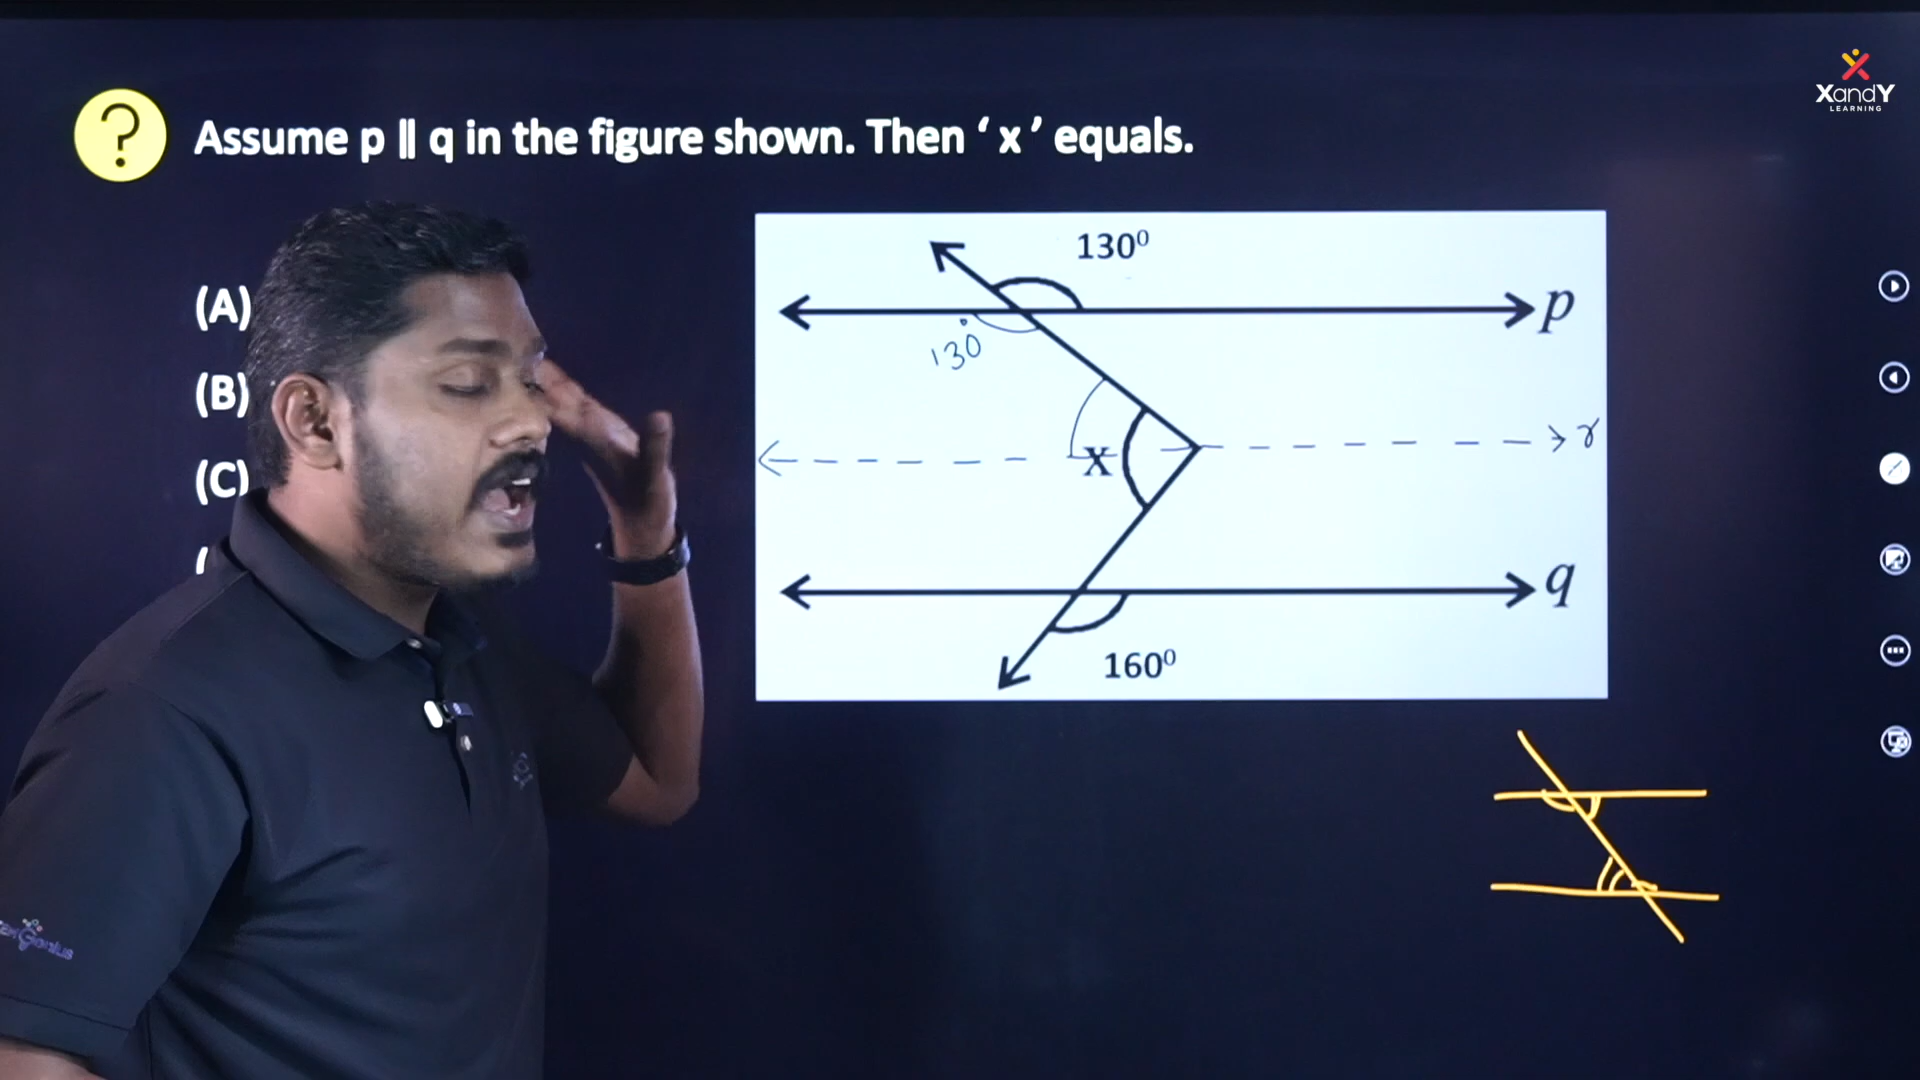 XandY
LEARNING
?
Assume p ∥ q in the figure shown. Then ‘ x ’ equals.
(A)
(B)
(C)
(
130⁰
p
130°
x
r
q
160⁰